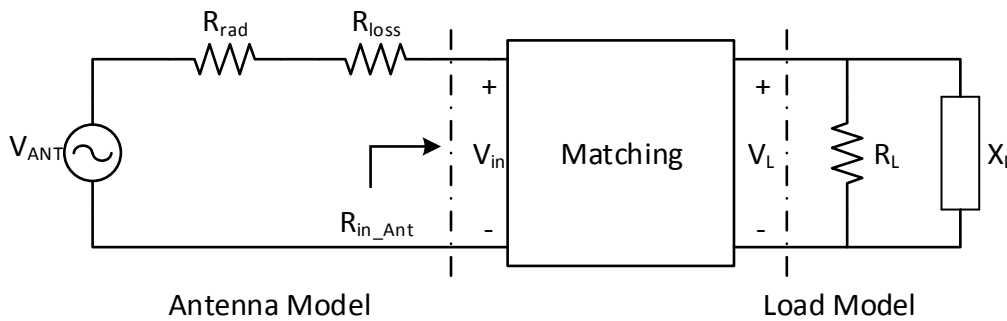 R_rad
R_loss
V_ANT
+
V_in
-
R_in_Ant
Matching
+
V_L
-
R_L
X_L
Antenna Model
Load Model